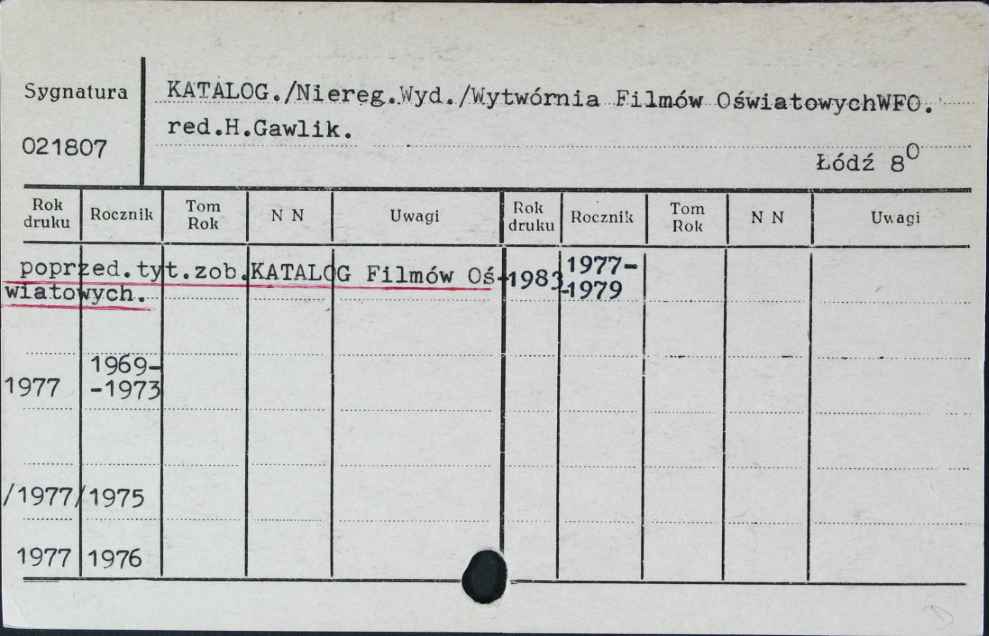 Sygnatura
KATALOG./Niereg.Wyd./Wytwórnia Filmów OświatowychWFO.
red.H.Gawlik.
021807
Łódź 8⁰
Rok druku Rocznik Tom Rok N N Uwagi Rok druku Rocznik Tom Rok N N Uwagi
poprzed.tyt.zob.KATALOG Filmów Oś-
wiatowych.
1983 1977-
-1979
1969-
1977 -1973
/1977/ 1975
1977 1976